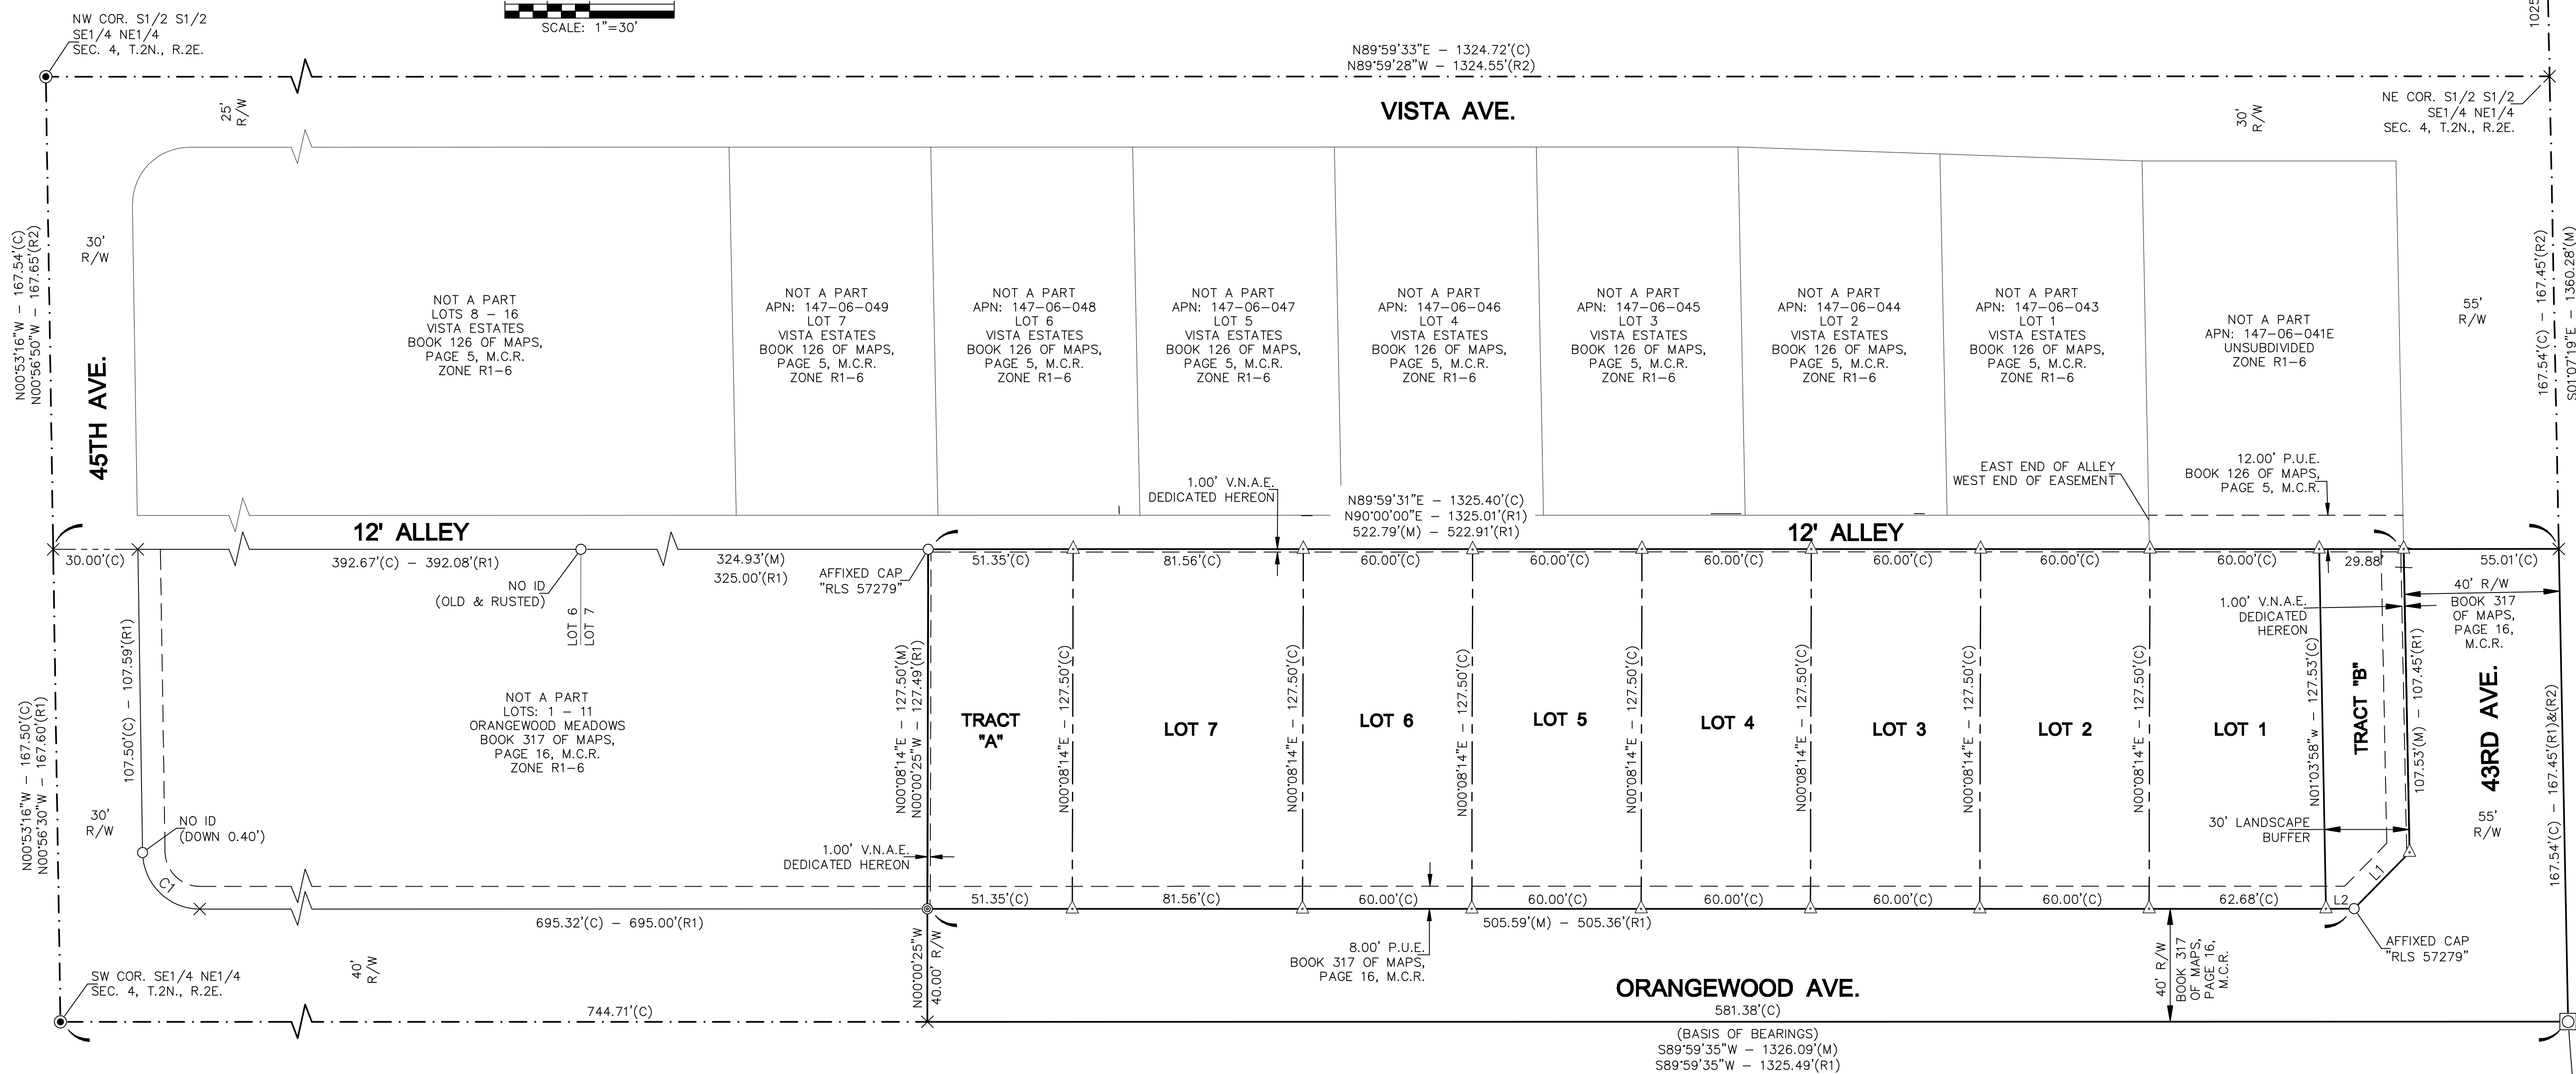 NW COR. S1/2 S1/2
SE1/4 NE1/4
SEC. 4, T.2N., R.2E.
SCALE: 1"=30'
N89°59'33"E – 1324.72'(C)
N89°59'28"W – 1324.55'(R2)
1025
NE COR. S1/2 S1/2
SE1/4 NE1/4
SEC. 4, T.2N., R.2E.
25'
R/W
VISTA AVE.
30'
R/W
N00°53'16"W – 167.54'(C)
N00°56'50"W – 167.65'(R2)
30'
R/W
45TH AVE.
NOT A PART
LOTS 8 – 16
VISTA ESTATES
BOOK 126 OF MAPS,
PAGE 5, M.C.R.
ZONE R1–6
NOT A PART
APN: 147–06–049
LOT 7
VISTA ESTATES
BOOK 126 OF MAPS,
PAGE 5, M.C.R.
ZONE R1–6
NOT A PART
APN: 147–06–048
LOT 6
VISTA ESTATES
BOOK 126 OF MAPS,
PAGE 5, M.C.R.
ZONE R1–6
NOT A PART
APN: 147–06–047
LOT 5
VISTA ESTATES
BOOK 126 OF MAPS,
PAGE 5, M.C.R.
ZONE R1–6
NOT A PART
APN: 147–06–046
LOT 4
VISTA ESTATES
BOOK 126 OF MAPS,
PAGE 5, M.C.R.
ZONE R1–6
NOT A PART
APN: 147–06–045
LOT 3
VISTA ESTATES
BOOK 126 OF MAPS,
PAGE 5, M.C.R.
ZONE R1–6
NOT A PART
APN: 147–06–044
LOT 2
VISTA ESTATES
BOOK 126 OF MAPS,
PAGE 5, M.C.R.
ZONE R1–6
NOT A PART
APN: 147–06–043
LOT 1
VISTA ESTATES
BOOK 126 OF MAPS,
PAGE 5, M.C.R.
ZONE R1–6
NOT A PART
APN: 147–06–041E
UNSUBDIVIDED
ZONE R1–6
55'
R/W
167.54'(C) – 167.45'(R2)
S01°07'19"E – 1360.28'(M)
1.00' V.N.A.E.
DEDICATED HEREON
N89°59'31"E – 1325.40'(C)
N90°00'00"E – 1325.01'(R1)
522.79'(M) – 522.91'(R1)
EAST END OF ALLEY
WEST END OF EASEMENT
12.00' P.U.E.
BOOK 126 OF MAPS,
PAGE 5, M.C.R.
12' ALLEY
12' ALLEY
30.00'(C)
392.67'(C) – 392.08'(R1)
324.93'(M)
325.00'(R1)
51.35'(C)
81.56'(C)
60.00'(C)
60.00'(C)
60.00'(C)
60.00'(C)
60.00'(C)
60.00'(C)
29.88'
55.01'(C)
NO ID
(OLD & RUSTED)
AFFIXED CAP
"RLS 57279"
LOT 6
LOT 7
40' R/W
BOOK 317
OF MAPS,
PAGE 16,
M.C.R.
1.00' V.N.A.E.
DEDICATED
HEREON
N00°53'16"W – 167.50'(C)
N00°56'30"W – 167.60'(R1)
107.50'(C) – 107.59'(R1)
NOT A PART
LOTS: 1 – 11
ORANGEWOOD MEADOWS
BOOK 317 OF MAPS,
PAGE 16, M.C.R.
ZONE R1–6
N00°08'14"E – 127.50'(M)
N00°00'25"W – 127.49'(R1)
TRACT
"A"
N00°08'14"E – 127.50'(C)
LOT 7
N00°08'14"E – 127.50'(C)
LOT 6
N00°08'14"E – 127.50'(C)
LOT 5
N00°08'14"E – 127.50'(C)
LOT 4
N00°08'14"E – 127.50'(C)
LOT 3
N00°08'14"E – 127.50'(C)
LOT 2
N00°08'14"E – 127.50'(C)
LOT 1
N01°03'58"w – 127.53'(C)
TRACT "B"
107.53'(M) – 107.45'(R1)
43RD AVE.
55'
R/W
167.54'(C) – 167.45'(R1)&(R2)
30'
R/W
NO ID
(DOWN 0.40')
C1
1.00' V.N.A.E.
DEDICATED HEREON
30' LANDSCAPE
BUFFER
L1
L2
51.35'(C)
81.56'(C)
60.00'(C)
60.00'(C)
60.00'(C)
60.00'(C)
60.00'(C)
62.68'(C)
695.32'(C) – 695.00'(R1)
505.59'(M) – 505.36'(R1)
8.00' P.U.E.
BOOK 317 OF MAPS,
PAGE 16, M.C.R.
N00°00'25"W
40.00' R/W
40' R/W
BOOK 317
OF MAPS,
PAGE 16,
M.C.R.
AFFIXED CAP
"RLS 57279"
40'
R/W
SW COR. SE1/4 NE1/4
SEC. 4, T.2N., R.2E.
ORANGEWOOD AVE.
744.71'(C)
581.38'(C)
(BASIS OF BEARINGS)
S89°59'35"W – 1326.09'(M)
S89°59'35"W – 1325.49'(R1)